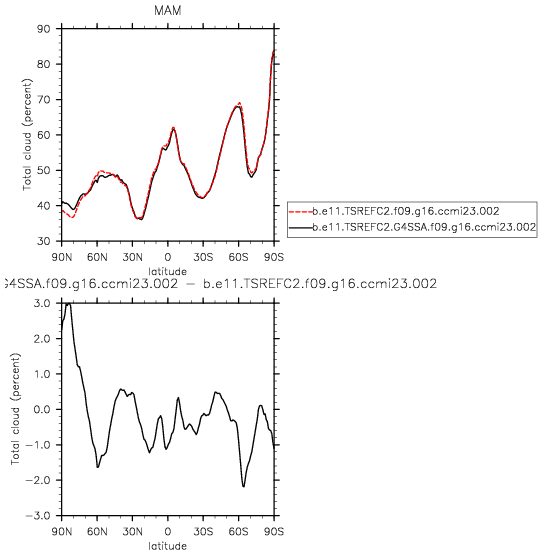 MAM
90
80
70
60
50
40
30
Total cloud (percent)
90N 60N 30N 0 30S 60S 90S
latitude
b.e11.TSREFC2.f09.g16.ccmi23.002
b.e11.TSREFC2.G4SSA.f09.g16.ccmi23.002
G4SSA.f09.g16.ccmi23.002 − b.e11.TSREFC2.f09.g16.ccmi23.002
3.0
2.0
1.0
0.0
−1.0
−2.0
−3.0
Total cloud (percent)
90N 60N 30N 0 30S 60S 90S
latitude